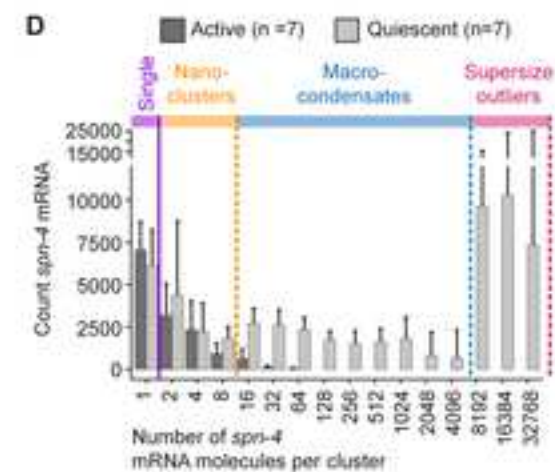 D
Active (n =7) Quiescent (n=7)
Single
Nano-
clusters
Macro-
condensates
Supersize
outliers
25000
15000
10000
7500
5000
2500
0
Count spn-4 mRNA
1 2 4 8 16 32 64 128 256 512 1024 2048 4096 8192 16384 32768
Number of spn-4
mRNA molecules per cluster